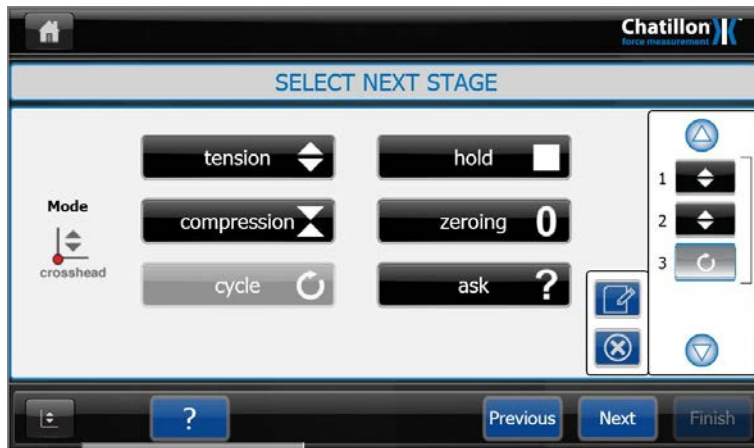 Chatillon
force measurement
SELECT NEXT STAGE
tension
hold
1
Mode
compression
zeroing 0
2
crosshead
cycle
ask ?
3
?
Previous
Next
Finish